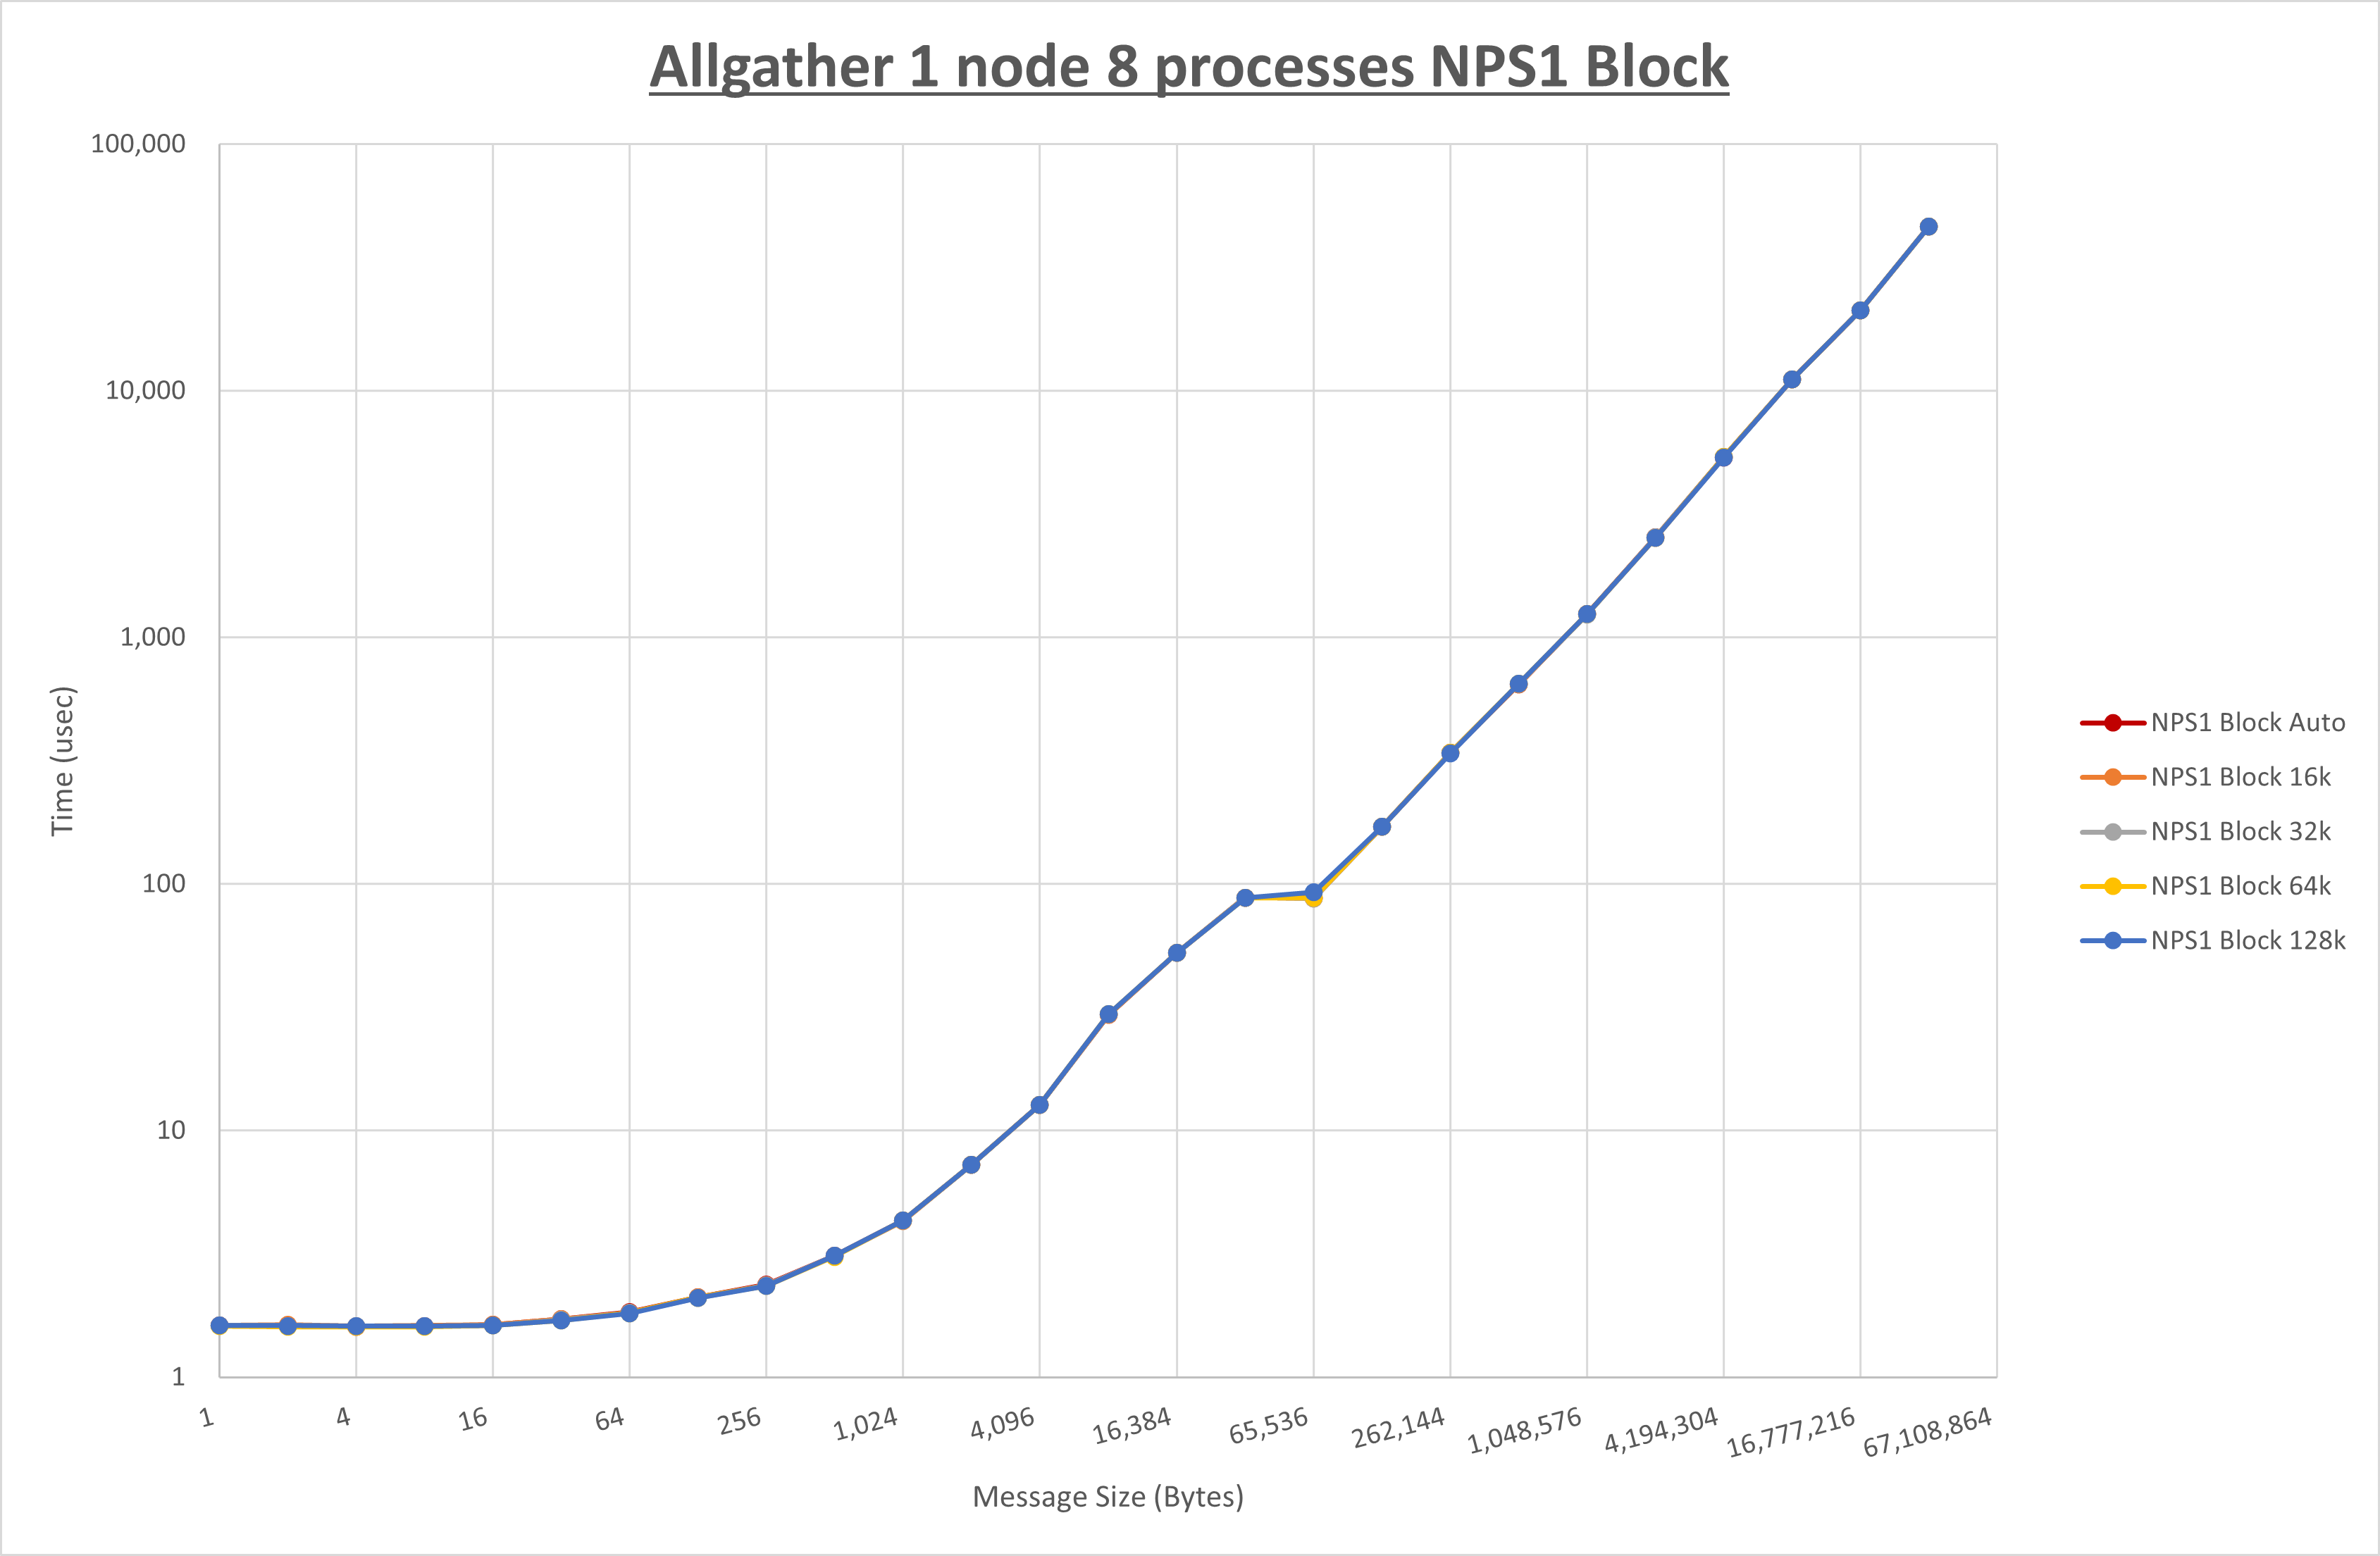 Allgather 1 node 8 processes NPS1 Block
100,000
10,000
1,000
100
10
1
Time (usec)
1
4
16
64
256
1,024
4,096
16,384
65,536
262,144
1,048,576
4,194,304
16,777,216
67,108,864
Message Size (Bytes)
NPS1 Block Auto
NPS1 Block 16k
NPS1 Block 32k
NPS1 Block 64k
NPS1 Block 128k